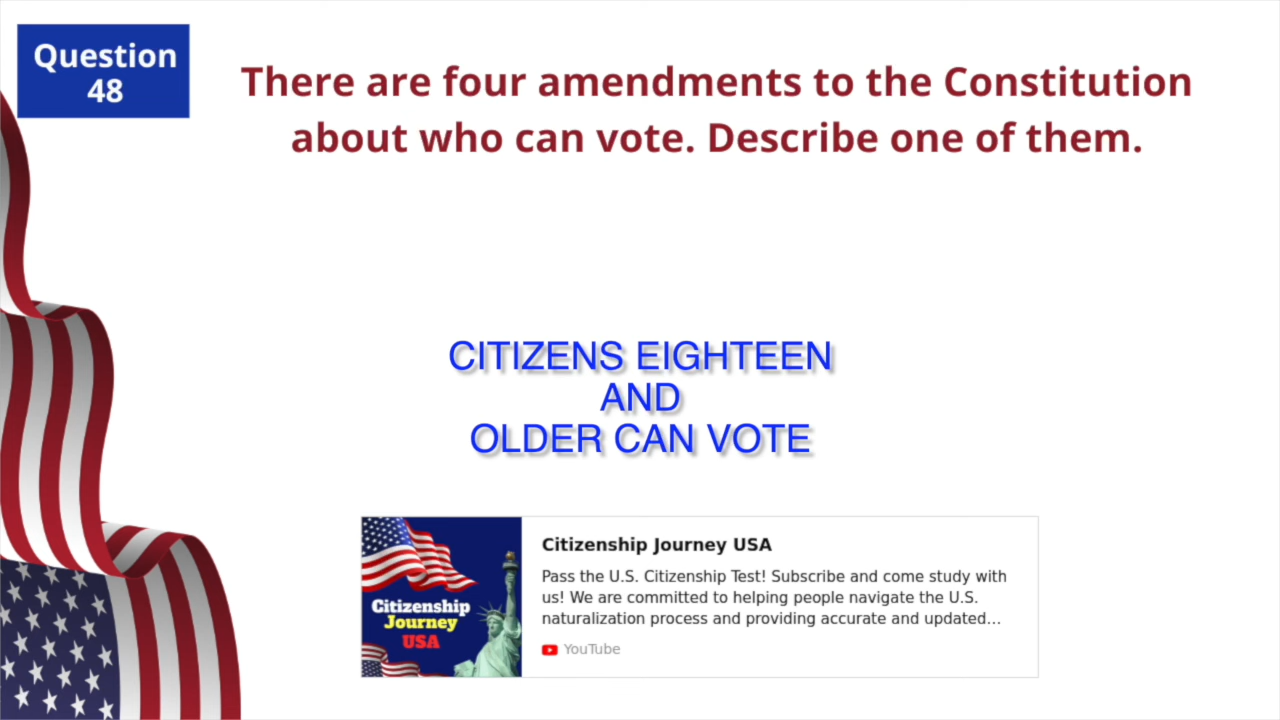 Question
48
There are four amendments to the Constitution
about who can vote. Describe one of them.
CITIZENS EIGHTEEN
AND
OLDER CAN VOTE
Citizenship
Journey
USA
Citizenship Journey USA
Pass the U.S. Citizenship Test! Subscribe and come study with
us! We are committed to helping people navigate the U.S.
naturalization process and providing accurate and updated...
YouTube